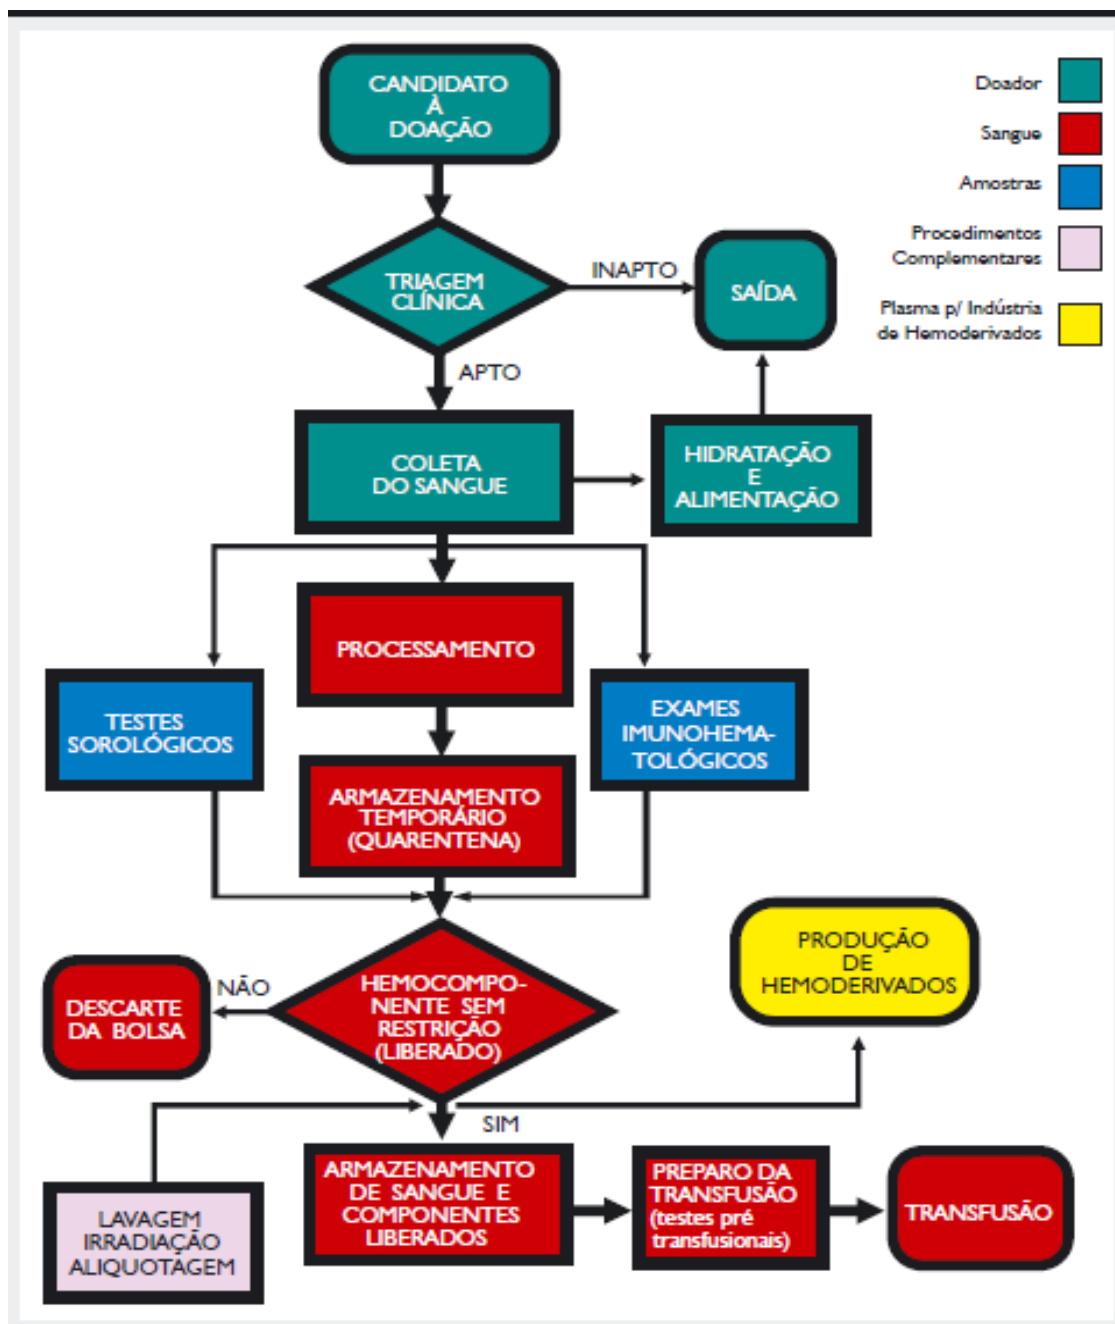 CANDIDATO
À
DOAÇÃO
Doador
Sangue
Amostras
Procedimentos
Complementares
Plasma p/ Indústria
de Hemoderivados
TRIAGEM
CLÍNICA
INAPTO
SAÍDA
APTO
COLETA
DO SANGUE
HIDRATAÇÃO
E
ALIMENTAÇÃO
PROCESSAMENTO
TESTES
SOROLÓGICOS
EXAMES
IMUNOHEMA-
TOLÓGICOS
ARMAZENAMENTO
TEMPORÁRIO
(QUARENTENA)
HEMOCOMPO-
NENTE SEM
RESTRIÇÃO
(LIBERADO)
NÃO
DESCARTE
DA BOLSA
PRODUÇÃO
DE
HEMODERIVADOS
SIM
LAVAGEM
IRRADIAÇÃO
ALIQUOTAGEM
ARMAZENAMENTO
DE SANGUE E
COMPONENTES
LIBERADOS
PREPARO DA
TRANSFUSÃO
(testes pré
transfusionais)
TRANSFUSÃO